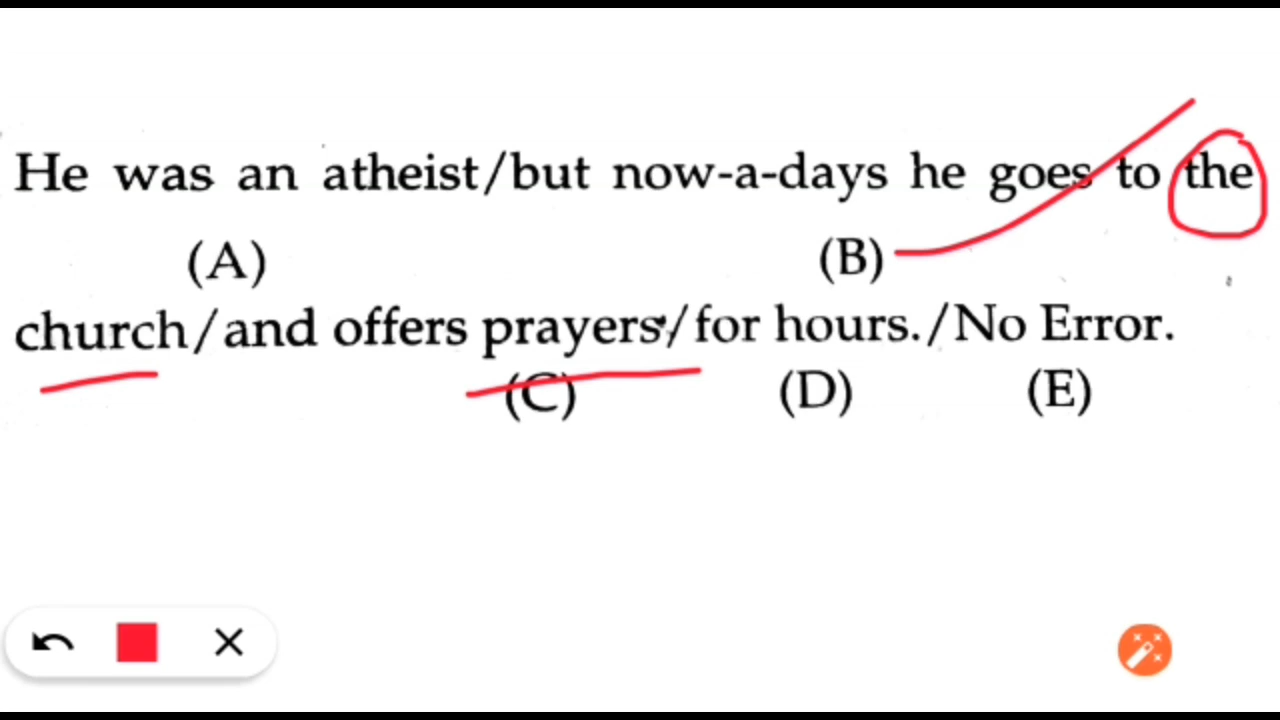 He was an atheist/but now-a-days he goes to the
(A) (B)
church/and offers prayers/for hours./No Error.
(C) (D) (E)